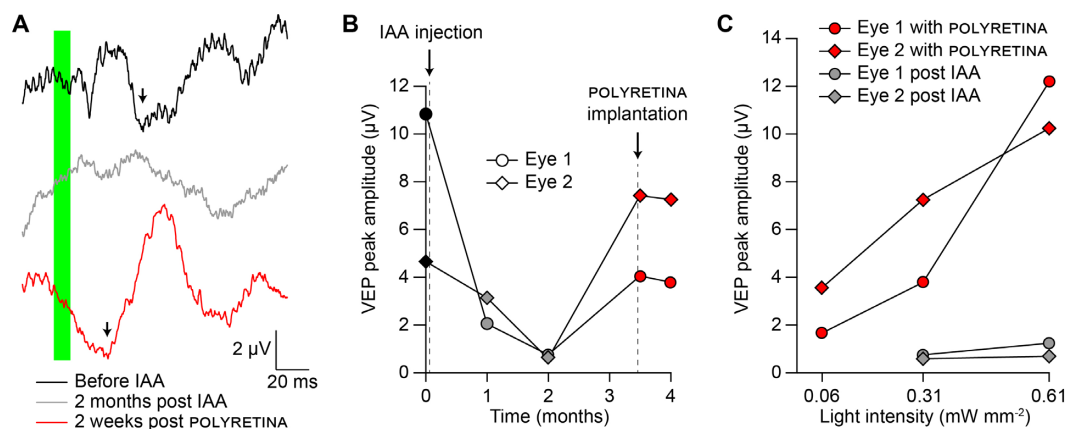 A
2 µV
20 ms
Before IAA
2 months post IAA
2 weeks post POLYRETINA
B
IAA injection
POLYRETINA
implantation
Eye 1
Eye 2
VEP peak amplitude (µV)
12
10
8
6
4
2
0
0 1 2 3 4
Time (months)
C
Eye 1 with POLYRETINA
Eye 2 with POLYRETINA
Eye 1 post IAA
Eye 2 post IAA
VEP peak amplitude (µV)
14
12
10
8
6
4
2
0
0.06 0.31 0.61
Light intensity (mW mm-2)